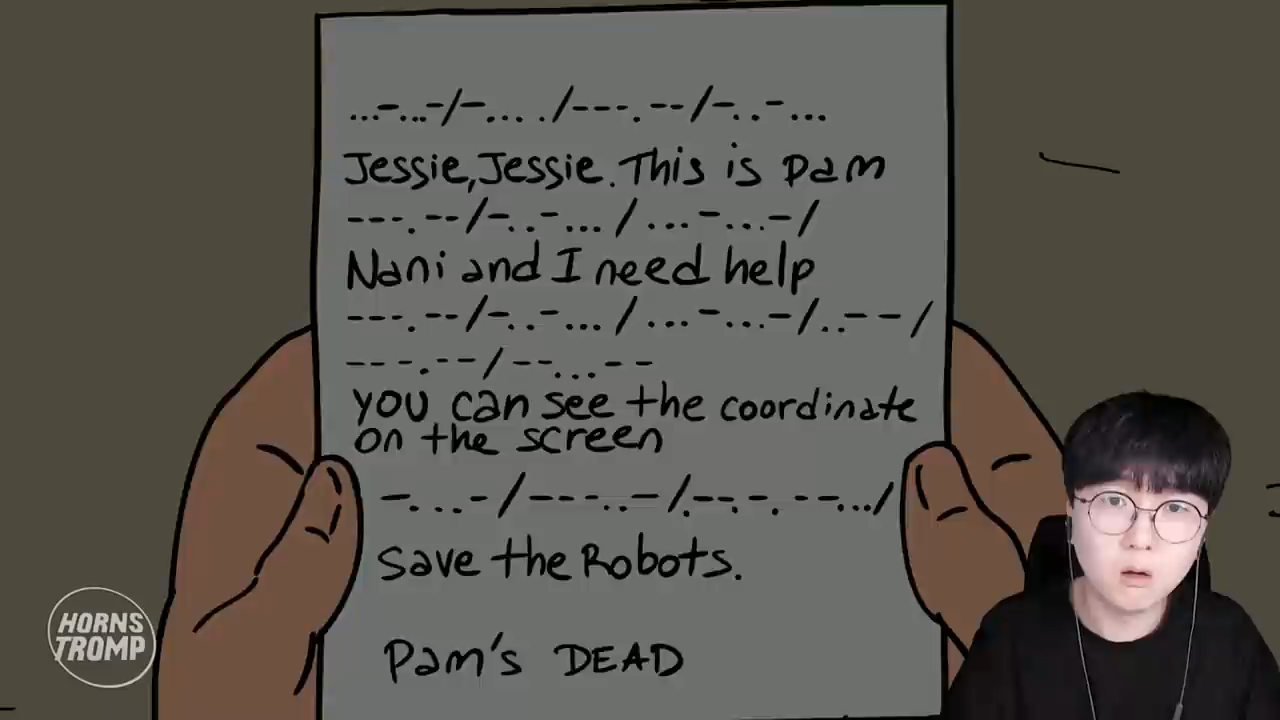 ...-...-/-.... /---.--/-..-...
Jessie,Jessie. This is pam
---.--/-..-.../...-...-/
Nani and I need help
---.--/-..-.../...-...-/..--/
---.--/--...--
you can see the coordinate
on the screen
-...-/---..-/.--.-.--.../
save the Robots.
Pam's DEAD
HORNS
TROMP